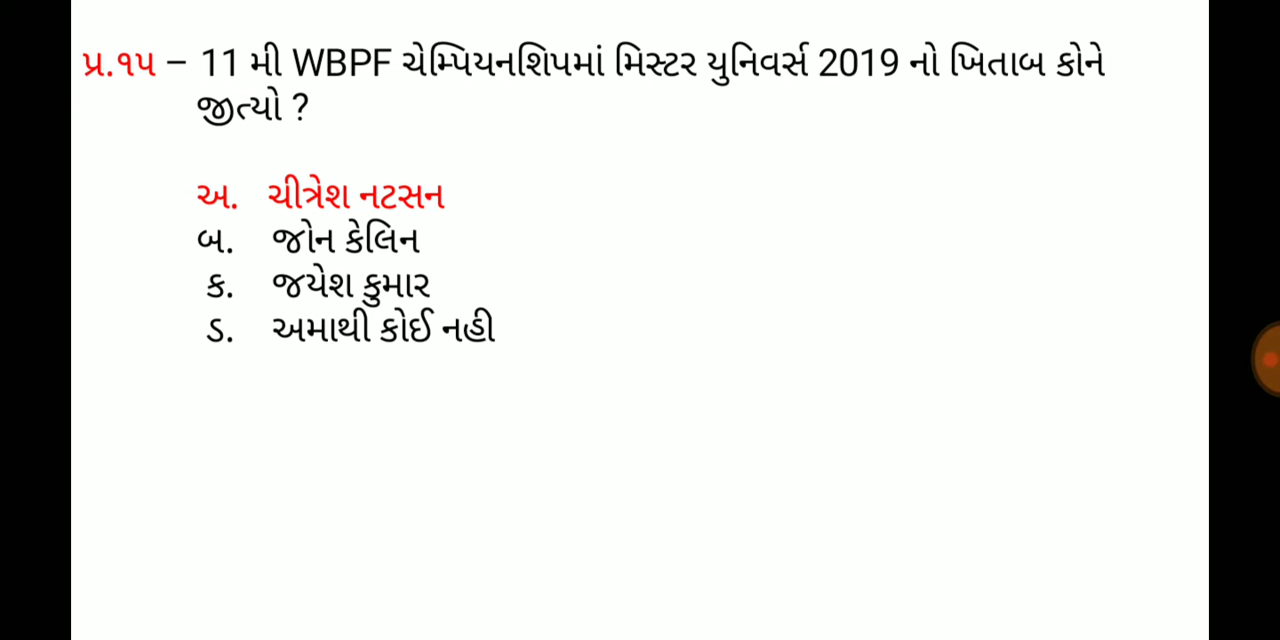 પ્ર.૧૫ – 11 મી WBPF ચેમ્પિયનશિપમાં મિસ્ટર યુનિવર્સ 2019 નો ખિતાબ કોને
જીત્યો ?
અ. ચીત્રેશ નટસન
બ. જોન કેલિન
ક. જયેશ કુમાર
ડ. અમાથી કોઈ નહી